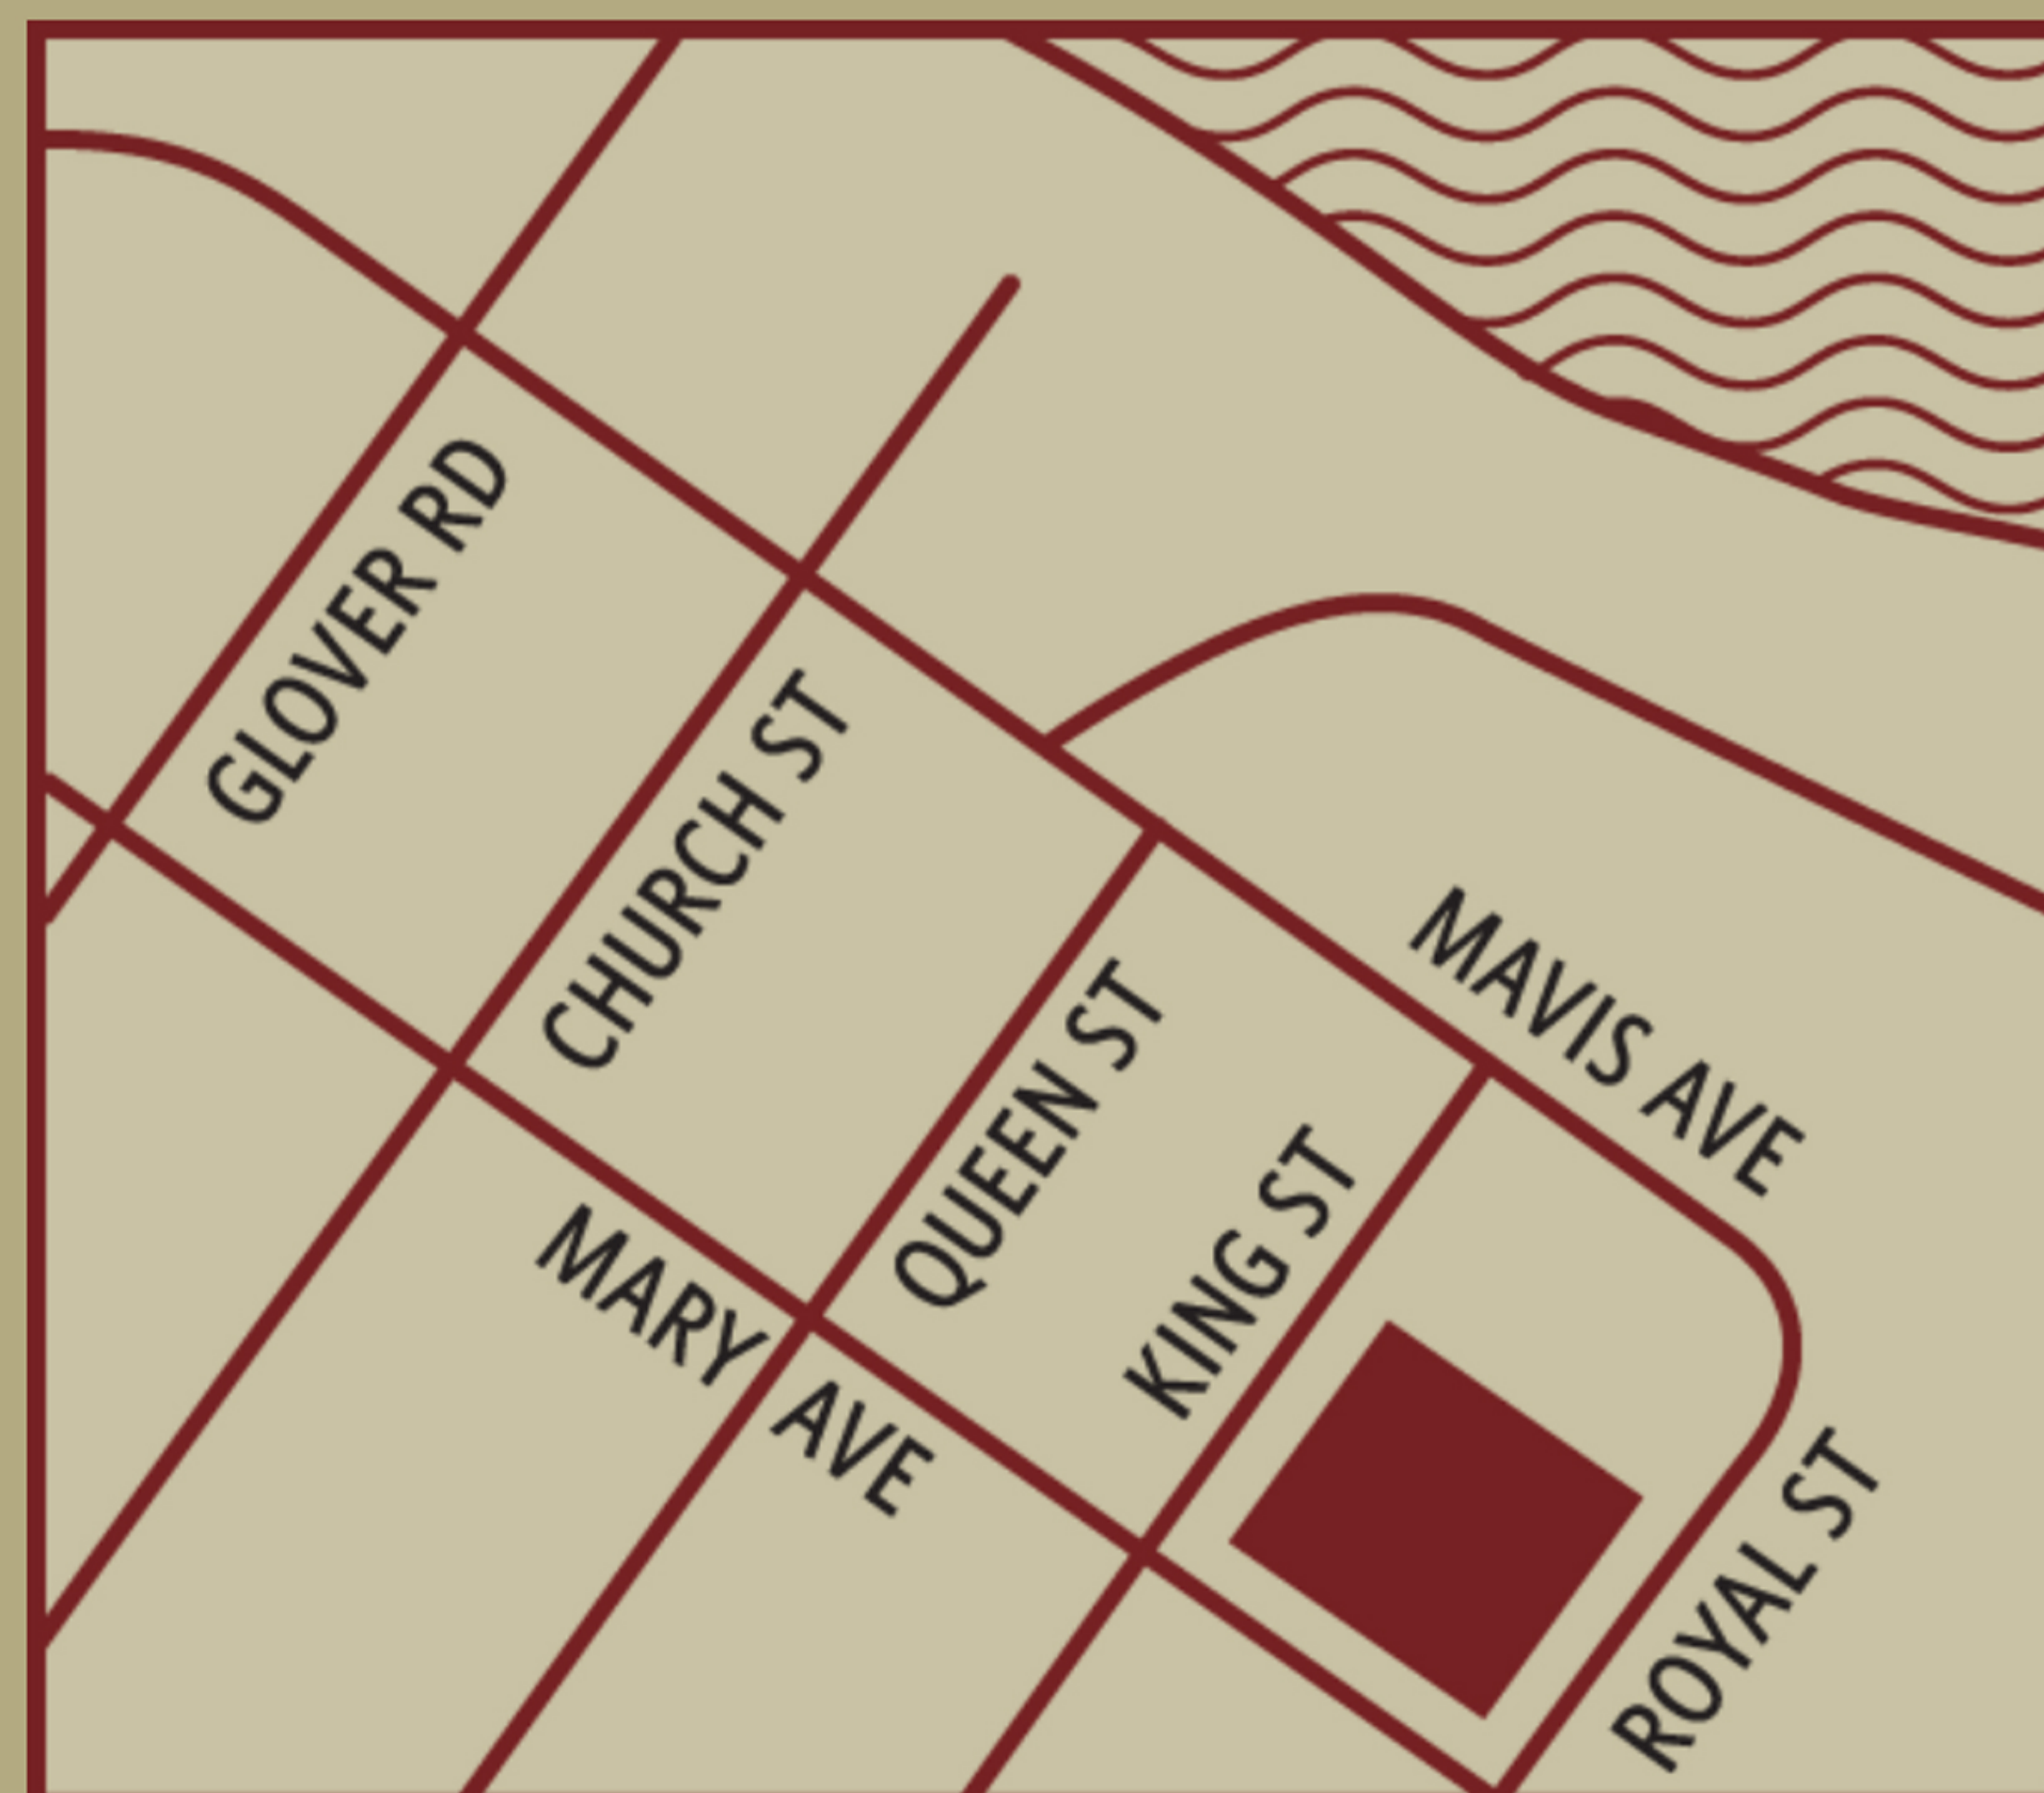 GLOVER RD
CHURCH ST
QUEEN ST
MAVIS AVE
KING ST
MARY AVE
ROYAL ST